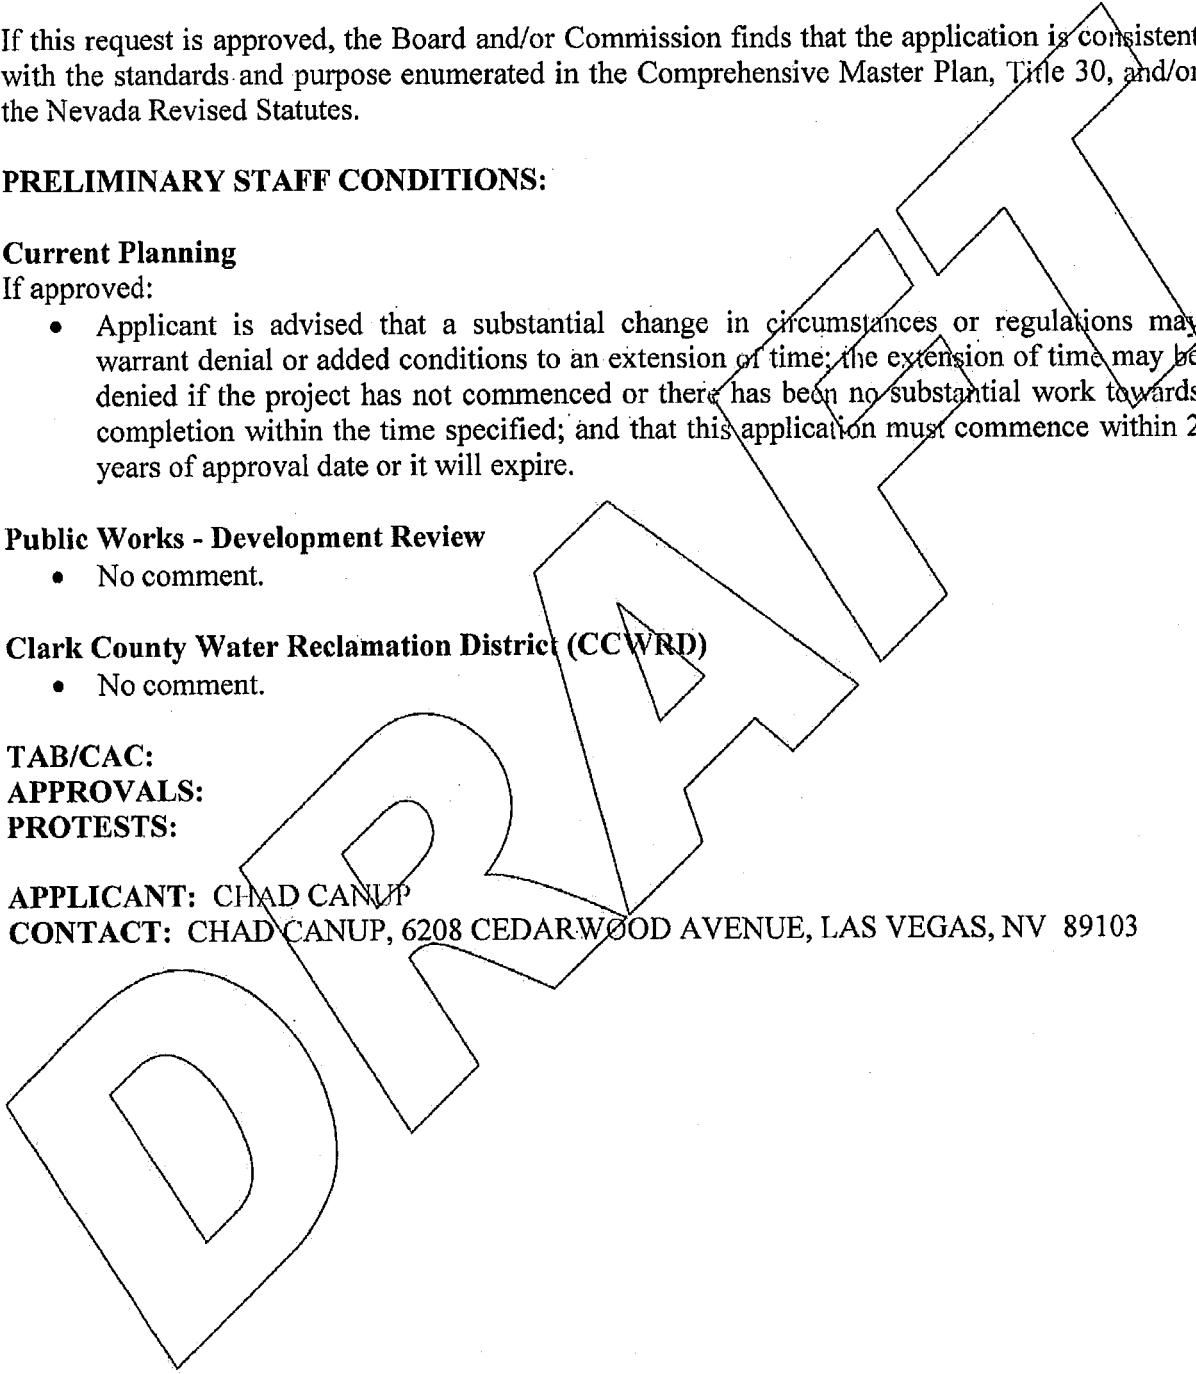 If this request is approved, the Board and/or Commission finds that the application is consistent
with the standards and purpose enumerated in the Comprehensive Master Plan, Title 30, and/or
the Nevada Revised Statutes.
PRELIMINARY STAFF CONDITIONS:
Current Planning
If approved:
• Applicant is advised that a substantial change in circumstances or regulations may
warrant denial or added conditions to an extension of time; the extension of time may be
denied if the project has not commenced or there has been no substantial work towards
completion within the time specified; and that this application must commence within 2
years of approval date or it will expire.
Public Works - Development Review
• No comment.
Clark County Water Reclamation District (CCWRD)
• No comment.
TAB/CAC:
APPROVALS:
PROTESTS:
APPLICANT: CHAD CANUP
CONTACT: CHAD CANUP, 6208 CEDARWOOD AVENUE, LAS VEGAS, NV 89103
DRAFT